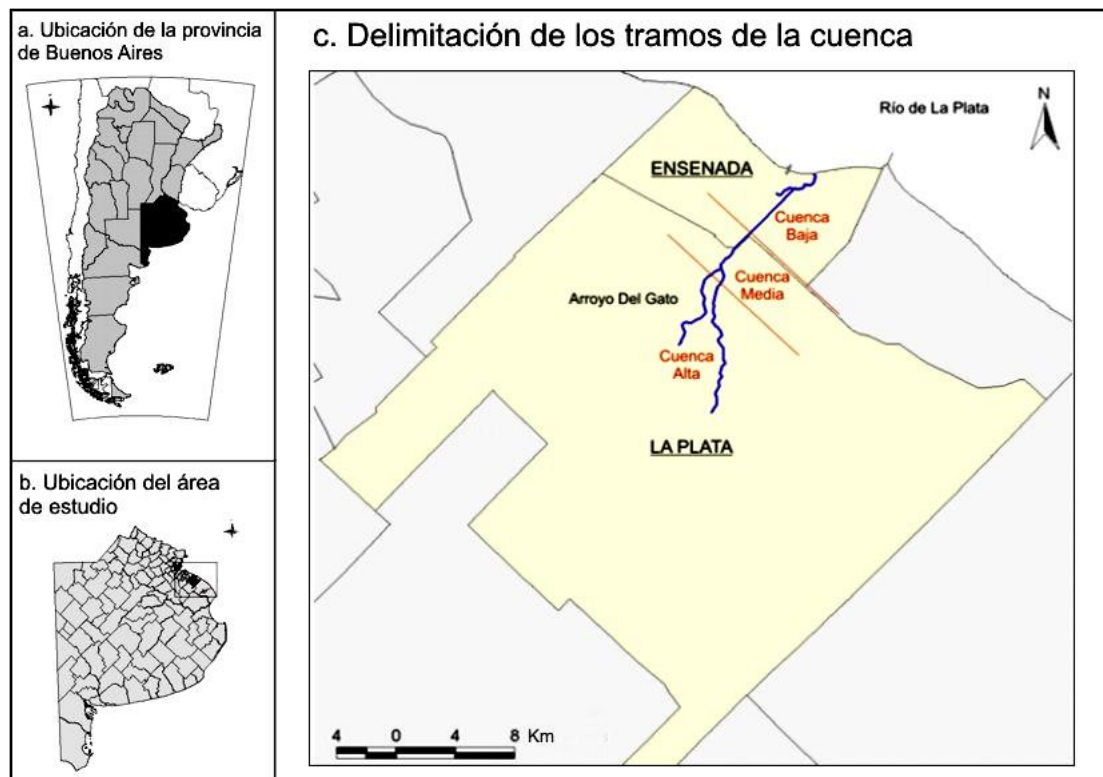 a. Ubicación de la provincia
de Buenos Aires
b. Ubicación del área
de estudio
c. Delimitación de los tramos de la cuenca
Río de La Plata
N
ENSENADA
Cuenca
Baja
Cuenca
Media
Arroyo Del Gato
Cuenca
Alta
LA PLATA
4 0 4 8 Km